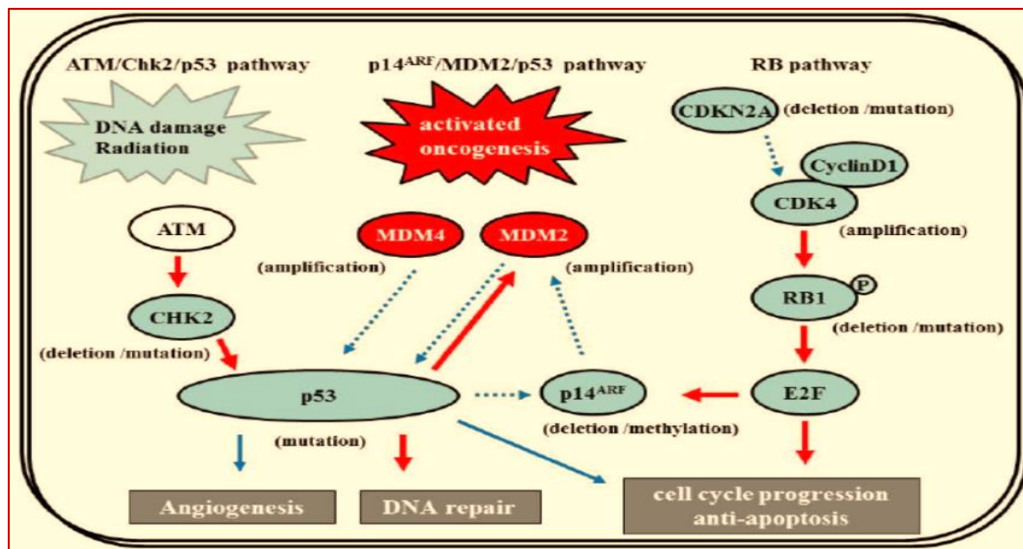 ATM/Chk2/p53 pathway
p14ARF/MDM2/p53 pathway
RB pathway
DNA damage
Radiation
activated
oncogenesis
CDKN2A
(deletion /mutation)
CyclinD1
CDK4
(amplification)
ATM
MDM4
MDM2
(amplification)
(amplification)
RB1
P
(deletion /mutation)
CHK2
(deletion /mutation)
p53
p14ARF
E2F
(mutation)
(deletion /methylation)
Angiogenesis
DNA repair
cell cycle progression
anti-apoptosis